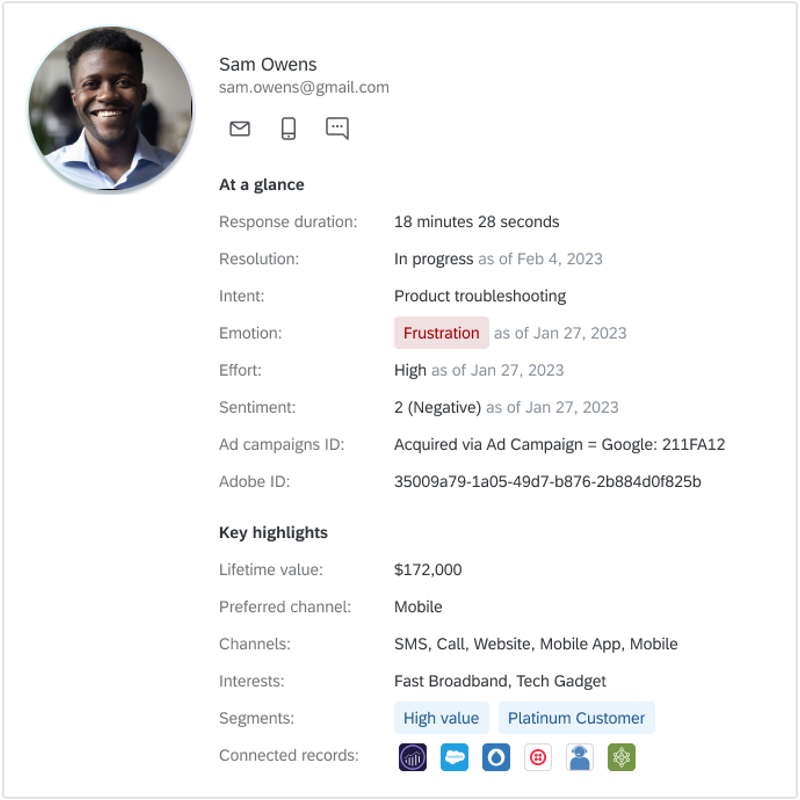 Sam Owens
sam.owens@gmail.com
At a glance
Response duration: 18 minutes 28 seconds
Resolution: In progress as of Feb 4, 2023
Intent: Product troubleshooting
Emotion: Frustration as of Jan 27, 2023
Effort: High as of Jan 27, 2023
Sentiment: 2 (Negative) as of Jan 27, 2023
Ad campaigns ID: Acquired via Ad Campaign = Google: 211FA12
Adobe ID: 35009a79-1a05-49d7-b876-2b884d0f825b
Key highlights
Lifetime value: $172,000
Preferred channel: Mobile
Channels: SMS, Call, Website, Mobile App, Mobile
Interests: Fast Broadband, Tech Gadget
Segments: High value Platinum Customer
Connected records: